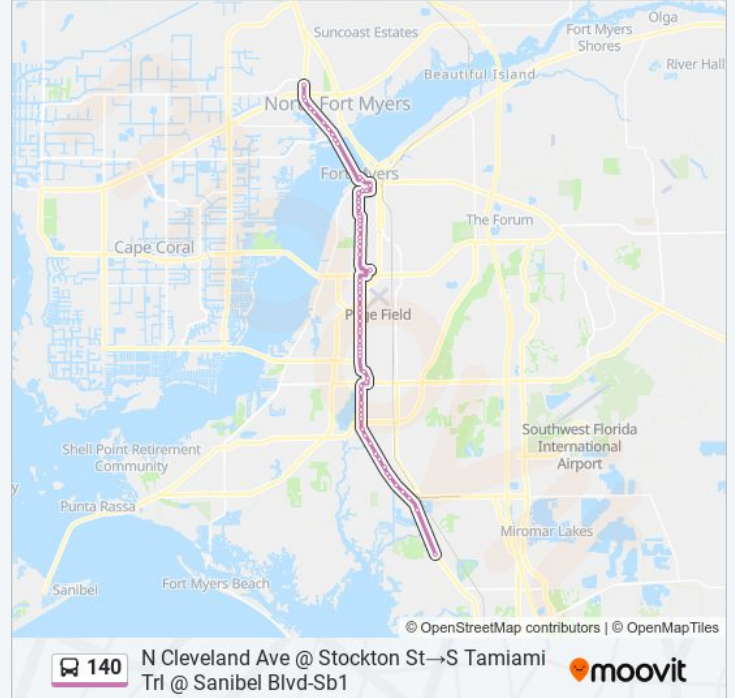 Suncoast Estates
Olga
Fort Myers
Shores
River Hall
Beautiful Island
North Fort Myers
Fort Myers
The Forum
Cape Coral
Page Field
Southwest Florida
International
Airport
Shell Point Retirement
Community
y
Punta Rassa
Miromar Lakes
Sanibel
Fort Myers Beach
© OpenStreetMap contributors | © OpenMapTiles
140
N Cleveland Ave @ Stockton St→S Tamiami
Trl @ Sanibel Blvd-Sb1
moovit